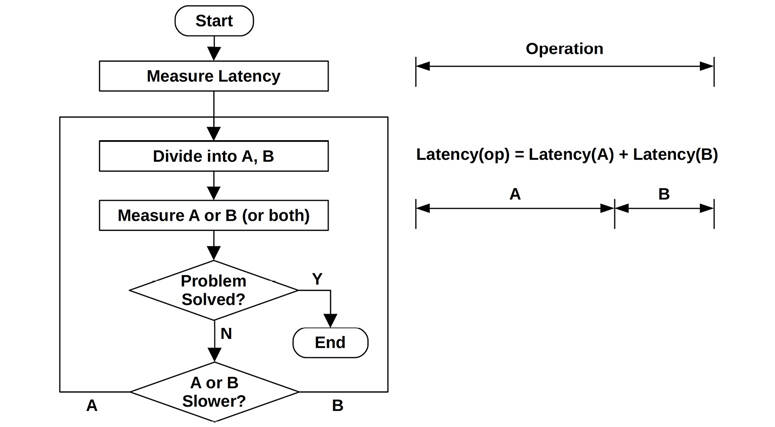 Start
Measure Latency
Divide into A, B
Measure A or B (or both)
Problem
Solved?
Y
N
End
A or B
Slower?
A
B
Operation
Latency(op) = Latency(A) + Latency(B)
A
B